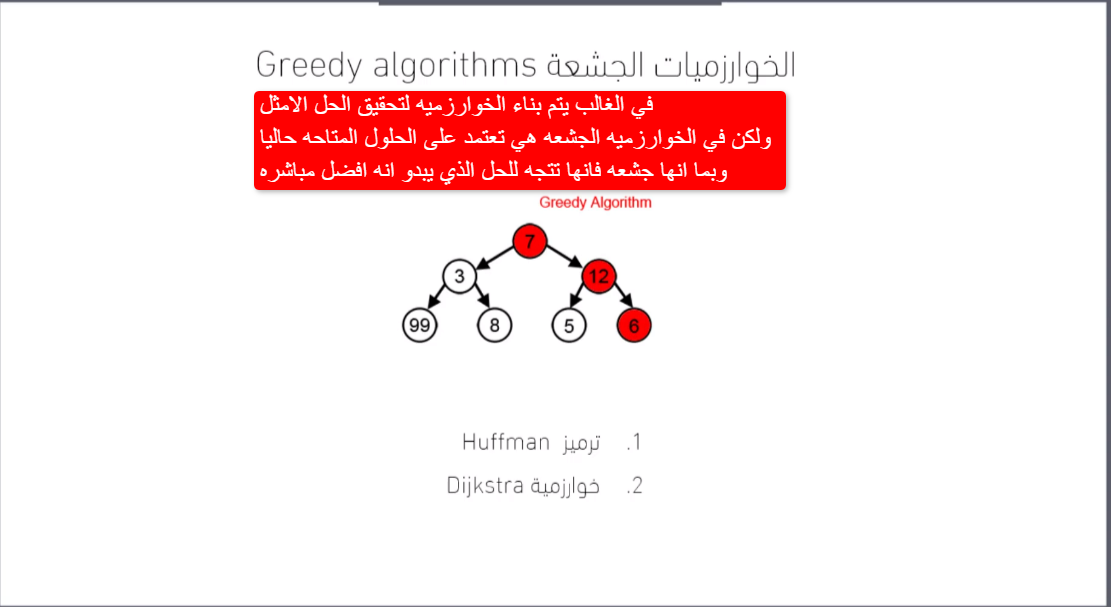 الخوارزميات الجشعة Greedy algorithms
في الغالب يتم بناء الخوارزميه لتحقيق الحل الامثل
ولكن في الخوارزميه الجشعه هي تعتمد على الحلول المتاحه حاليا
وبما انها جشعه فانها تتجه للحل الذي يبدو انه افضل مباشره
Greedy Algorithm
7
3 12
99 8 5 6
1. ترميز Huffman
2. خوارزمية Dijkstra